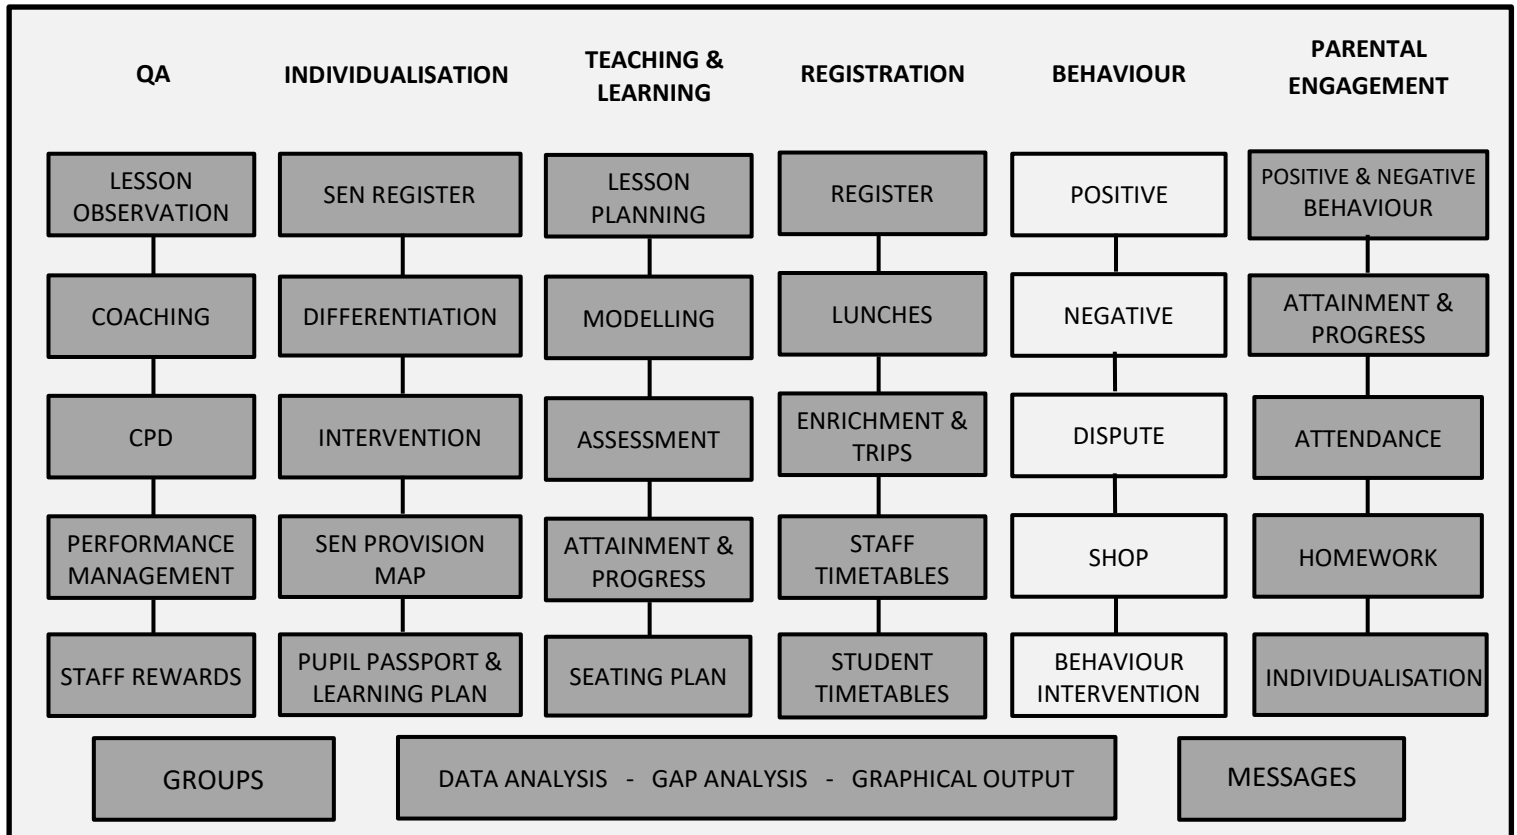 QA
INDIVIDUALISATION
TEACHING &
LEARNING
REGISTRATION
BEHAVIOUR
PARENTAL
ENGAGEMENT
LESSON
OBSERVATION
SEN REGISTER
LESSON
PLANNING
REGISTER
POSITIVE
POSITIVE & NEGATIVE
BEHAVIOUR
COACHING
DIFFERENTIATION
MODELLING
LUNCHES
NEGATIVE
ATTAINMENT &
PROGRESS
CPD
INTERVENTION
ASSESSMENT
ENRICHMENT &
TRIPS
DISPUTE
ATTENDANCE
PERFORMANCE
MANAGEMENT
SEN PROVISION
MAP
ATTAINMENT &
PROGRESS
STAFF
TIMETABLES
SHOP
HOMEWORK
STAFF REWARDS
PUPIL PASSPORT &
LEARNING PLAN
SEATING PLAN
STUDENT
TIMETABLES
BEHAVIOUR
INTERVENTION
INDIVIDUALISATION
GROUPS
DATA ANALYSIS - GAP ANALYSIS - GRAPHICAL OUTPUT
MESSAGES